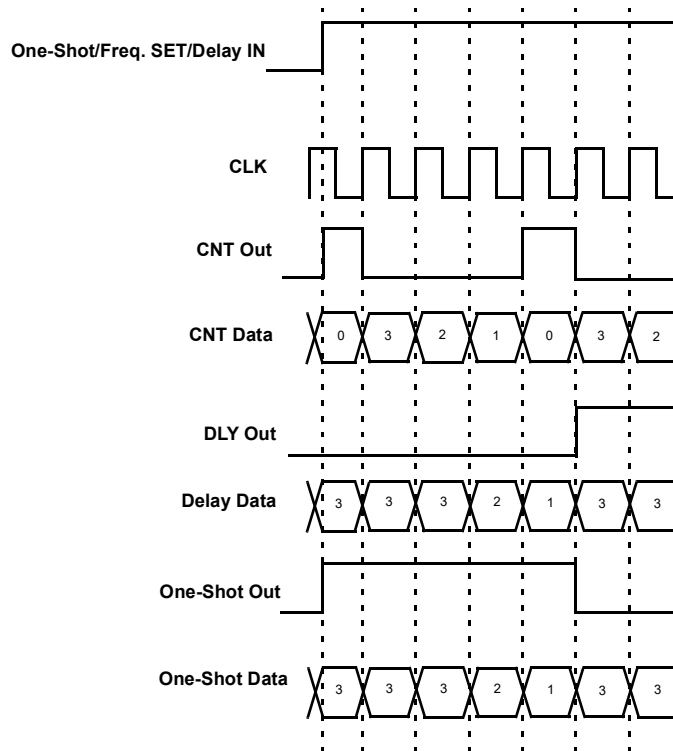 One-Shot/Freq. SET/Delay IN
CLK
CNT Out
CNT Data 0 3 2 1 0 3 2
DLY Out
Delay Data 3 3 3 2 1 3 3
One-Shot Out
One-Shot Data 3 3 3 2 1 3 3